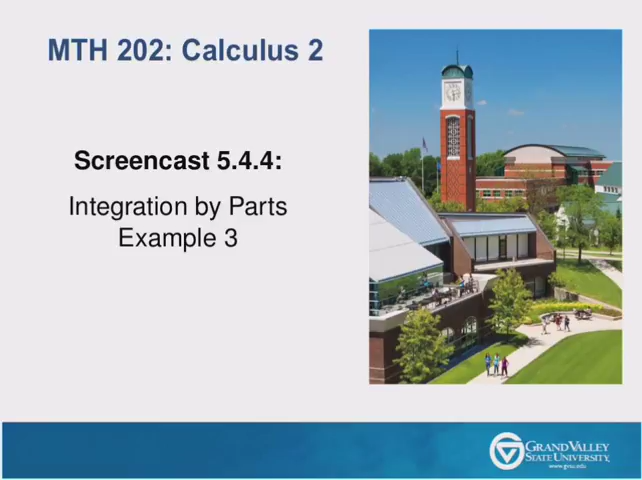 MTH 202: Calculus 2
Screencast 5.4.4:
Integration by Parts
Example 3
GRAND VALLEY
STATE UNIVERSITY
www.gvsu.edu